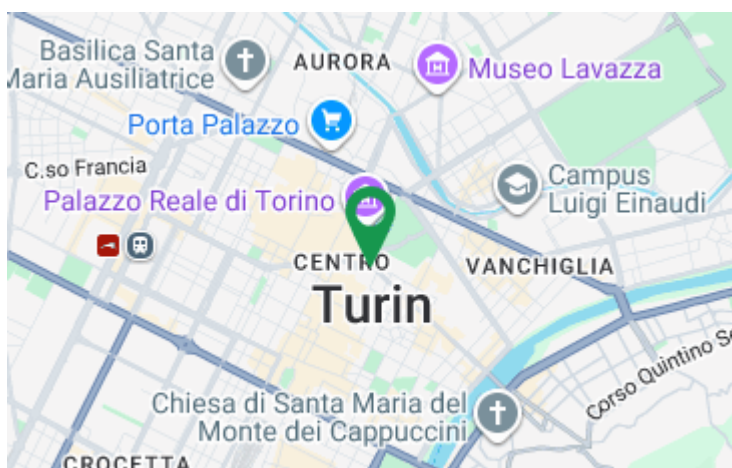 Basilica Santa
Maria Ausiliatrice
AURORA
Museo Lavazza
Porta Palazzo
C.so Francia
Campus
Luigi Einaudi
Palazzo Reale di Torino
CENTRO
VANCHIGLIA
Turin
Corso Quintino Se
Chiesa di Santa Maria del
Monte dei Cappuccini
CROCETTA